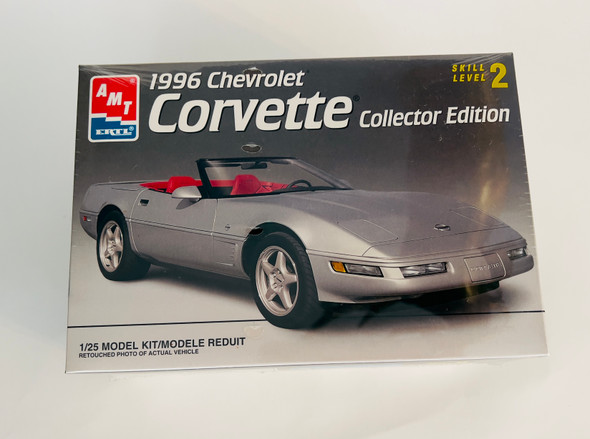 AMT
ERTL
1996 Chevrolet
Corvette® Collector Edition
SKILL
LEVEL 2
1/25 MODEL KIT/MODELE REDUIT
RETOUCHED PHOTO OF ACTUAL VEHICLE